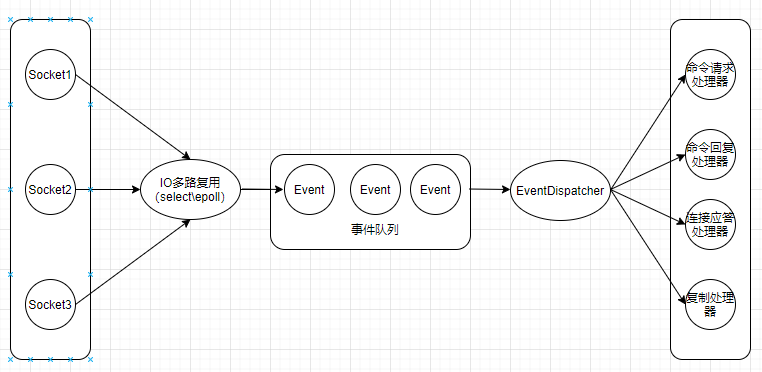 Socket1
Socket2
Socket3
IO多路复用
(select\epoll)
Event
Event
Event
事件队列
EventDispatcher
命令请求
处理器
命令回复
处理器
连接应答
处理器
复制处理
器